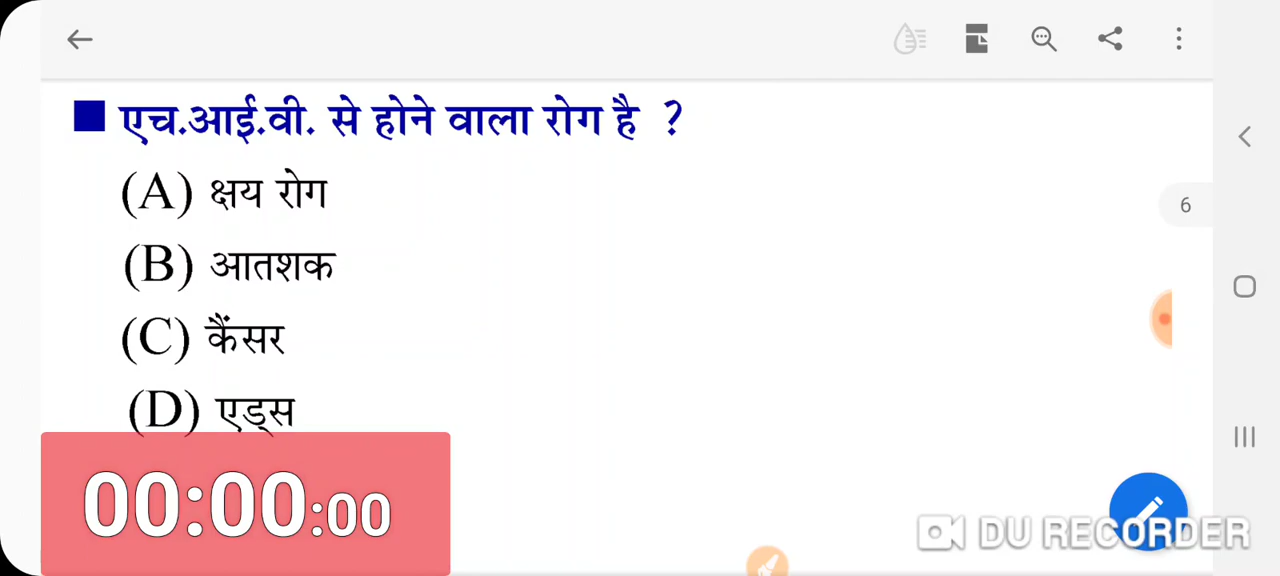 ■ एच.आई.वी. से होने वाला रोग है ?
6
(A) क्षय रोग
(B) आतशक
(C) कैंसर
(D) एड्स
00:00:00
DU RECORDER